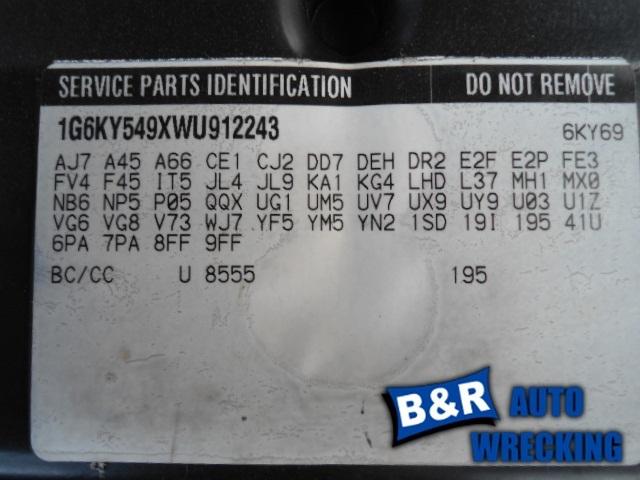 SERVICE PARTS IDENTIFICATION DO NOT REMOVE
1G6KY549XWU912243 6KY69
AJ7 A45 A66 CE1 CJ2 DD7 DEH DR2 E2F E2P FE3
FV4 F45 IT5 JL4 JL9 KA1 KG4 LHD L37 MH1 MX0
NB6 NP5 P05 QQX UG1 UM5 UV7 UX9 UY9 U03 U1Z
VG6 VG8 V73 WJ7 YF5 YM5 YN2 1SD 19I 195 41U
6PA 7PA 8FF 9FF
BC/CC U 8555 195
B&R AUTO
WRECKING